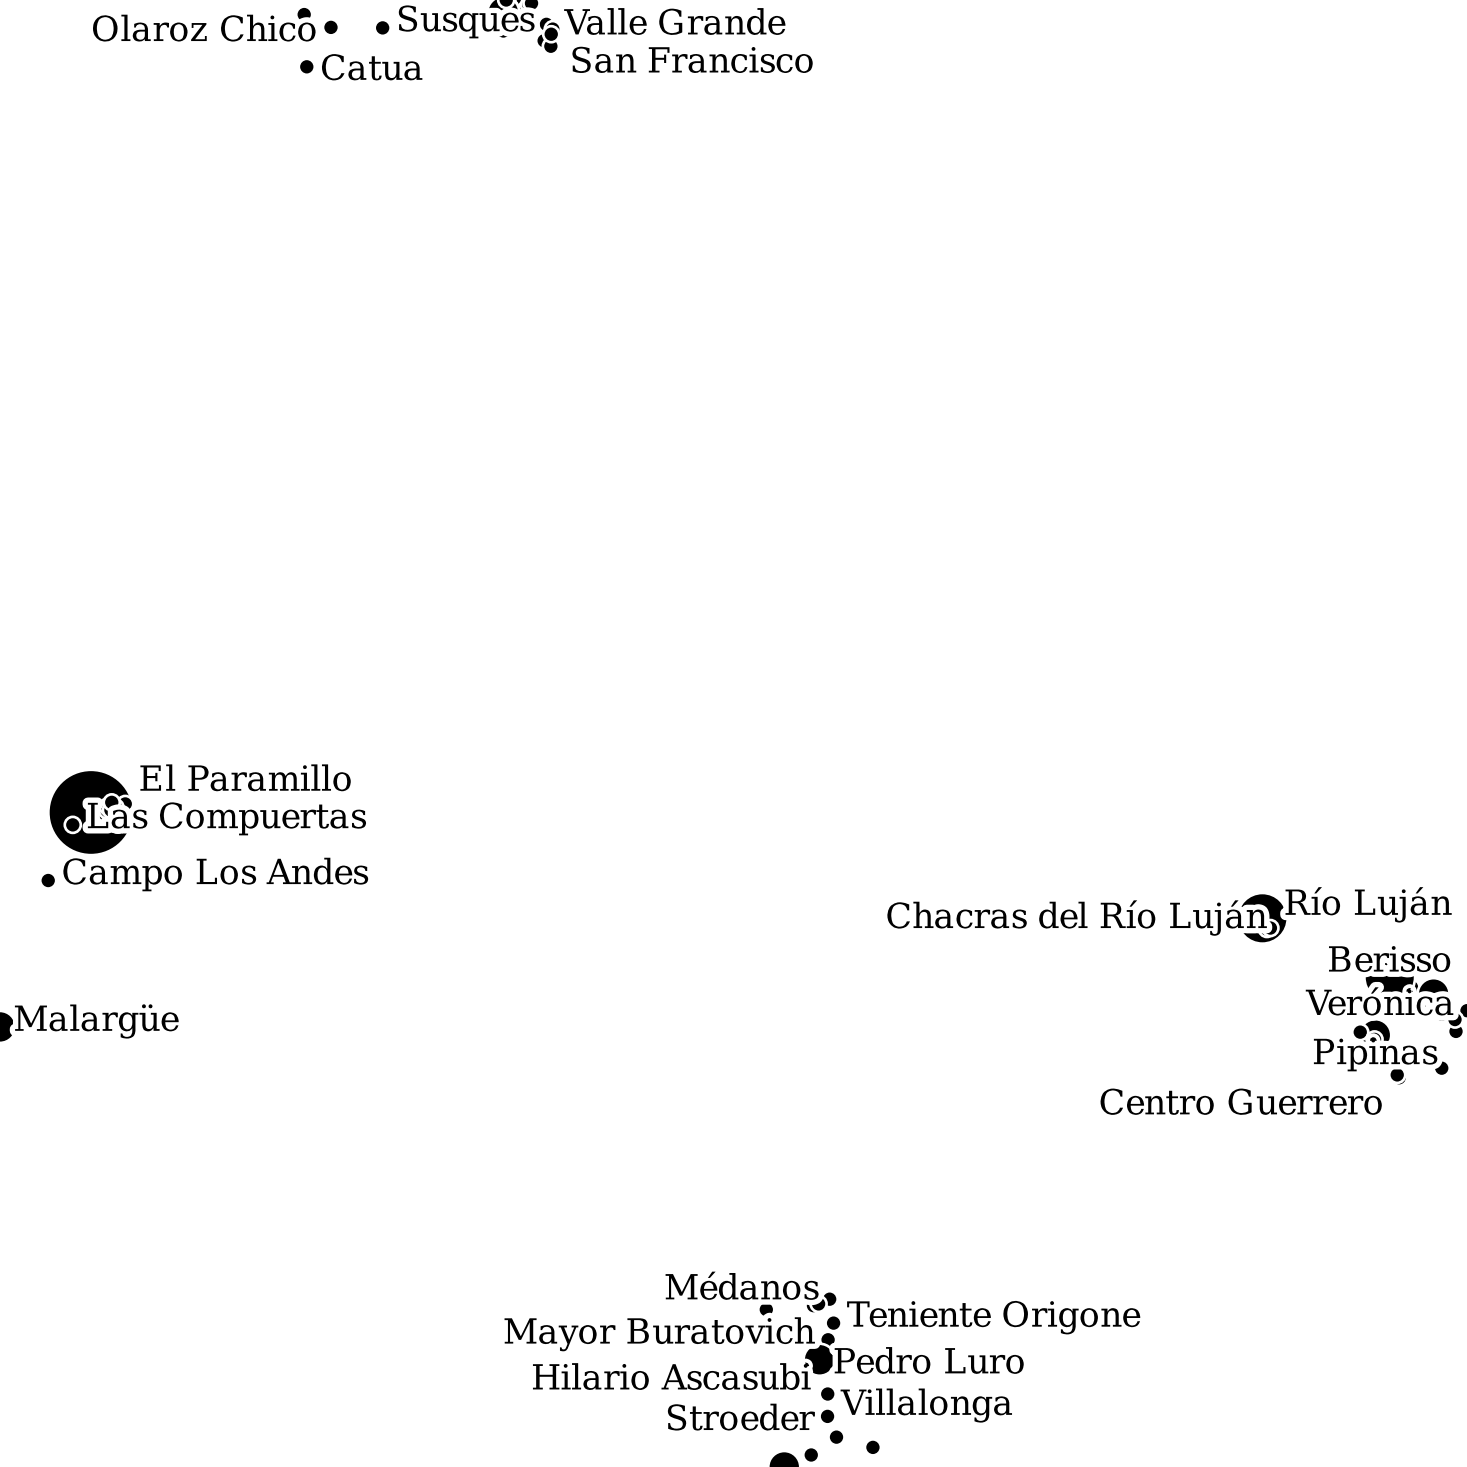 Olaroz Chico
Susques
Valle Grande
San Francisco
Catua
El Paramillo
Las Compuertas
Campo Los Andes
Río Luján
Chacras del Río Luján
Berisso
Verónica
Malargüe
Pipinas
Centro Guerrero
Médanos
Teniente Origone
Mayor Buratovich
Pedro Luro
Hilario Ascasubi
Villalonga
Stroeder